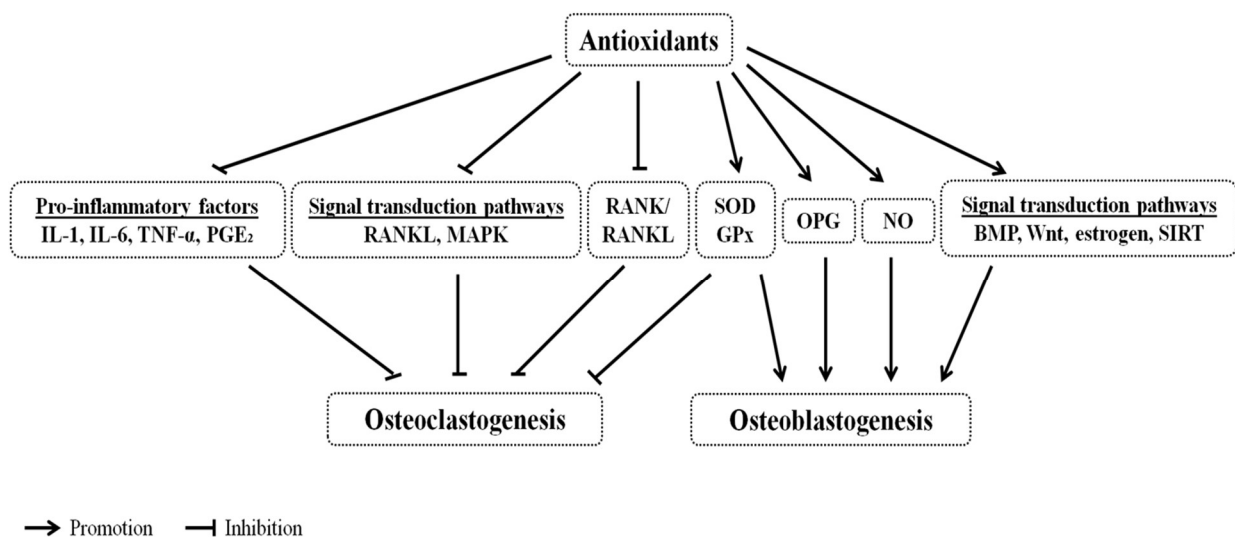 Antioxidants
Pro-inflammatory factors
IL-1, IL-6, TNF-α, PGE₂
Signal transduction pathways
RANKL, MAPK
RANK/
RANKL
SOD
GPx
OPG
NO
Signal transduction pathways
BMP, Wnt, estrogen, SIRT
Osteoclastogenesis
Osteoblastogenesis
Promotion
Inhibition